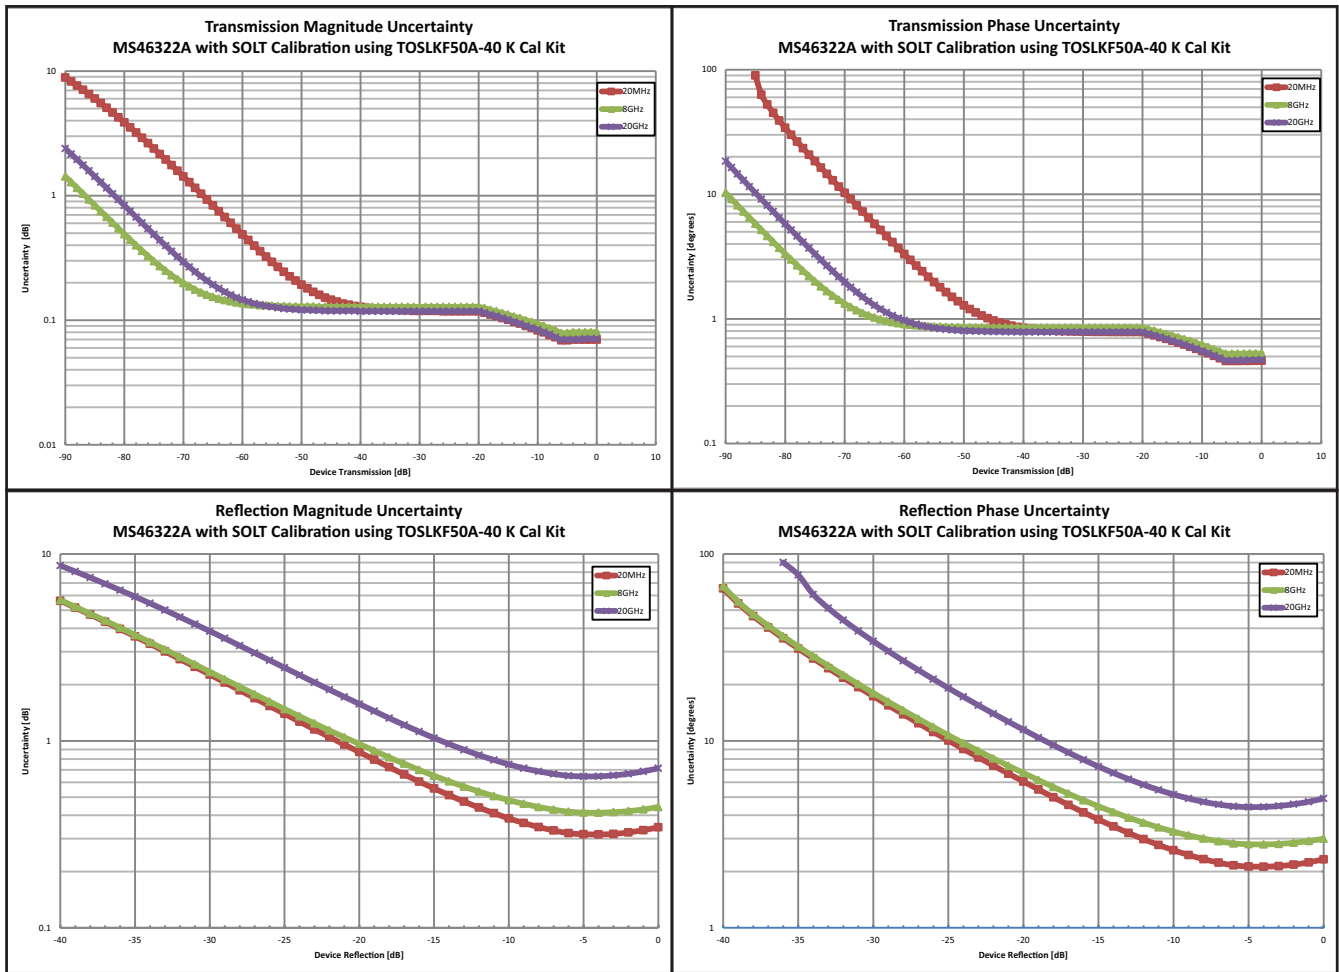 Transmission Magnitude Uncertainty
MS46322A with SOLT Calibration using TOSLKF50A-40 K Cal Kit
10
1
0.1
0.01
Uncertainty [dB]
20MHz
8GHz
20GHz
-90 -80 -70 -60 -50 -40 -30 -20 -10 0 10
Device Transmission [dB]
Transmission Phase Uncertainty
MS46322A with SOLT Calibration using TOSLKF50A-40 K Cal Kit
100
10
1
0.1
Uncertainty [degrees]
20MHz
8GHz
20GHz
-90 -80 -70 -60 -50 -40 -30 -20 -10 0 10
Device Transmission [dB]
Reflection Magnitude Uncertainty
MS46322A with SOLT Calibration using TOSLKF50A-40 K Cal Kit
10
1
0.1
Uncertainty [dB]
20MHz
8GHz
20GHz
-40 -35 -30 -25 -20 -15 -10 -5 0
Device Reflection [dB]
Reflection Phase Uncertainty
MS46322A with SOLT Calibration using TOSLKF50A-40 K Cal Kit
100
10
1
Uncertainty [degrees]
20MHz
8GHz
20GHz
-40 -35 -30 -25 -20 -15 -10 -5 0
Device Reflection [dB]